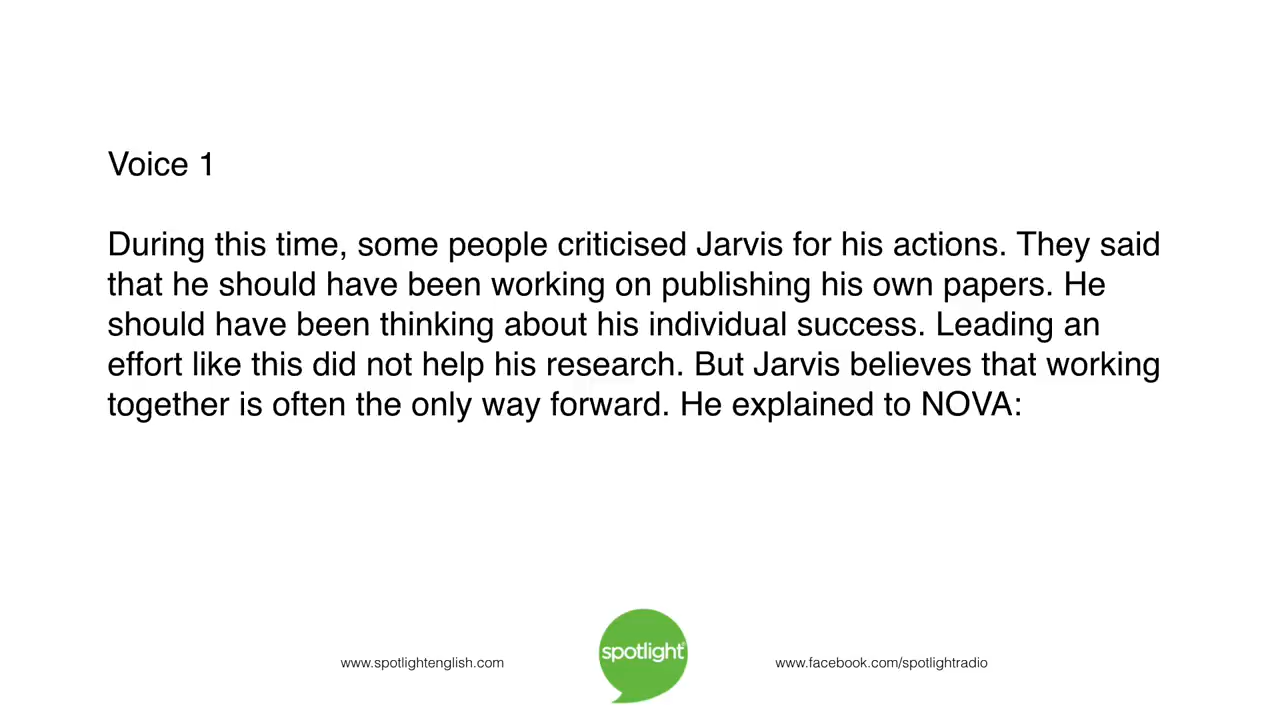 Voice 1
During this time, some people criticised Jarvis for his actions. They said
that he should have been working on publishing his own papers. He
should have been thinking about his individual success. Leading an
effort like this did not help his research. But Jarvis believes that working
together is often the only way forward. He explained to NOVA:
www.spotlightenglish.com
spotlight®
www.facebook.com/spotlightradio